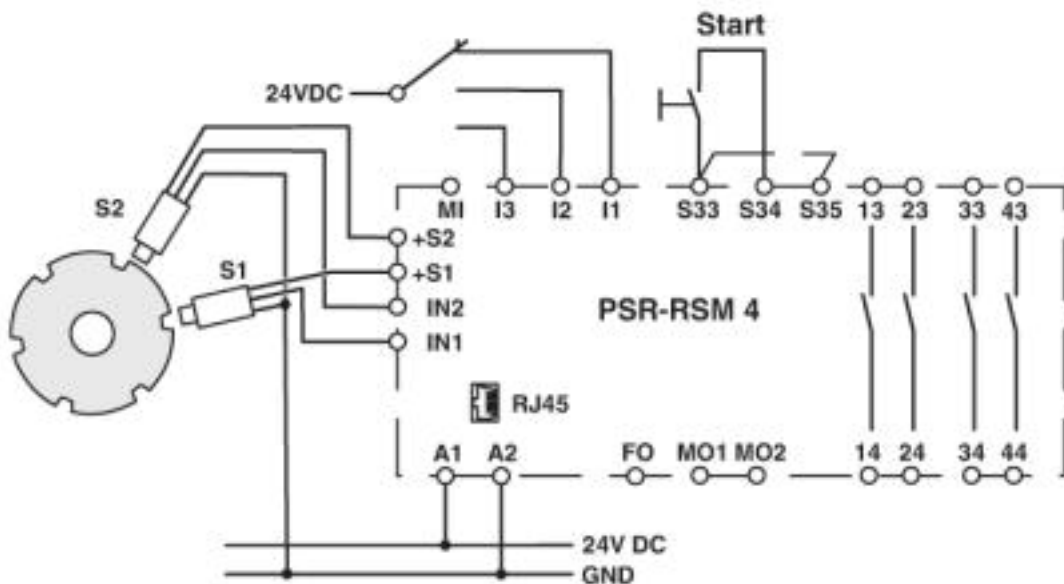 Start
24VDC
S2
MI I3 I2 I1 S33 S34 S35 13 23 33 43
+S2
S1
+S1
IN2
PSR-RSM 4
IN1
RJ45
A1 A2 FO MO1 MO2 14 24 34 44
24V DC
GND